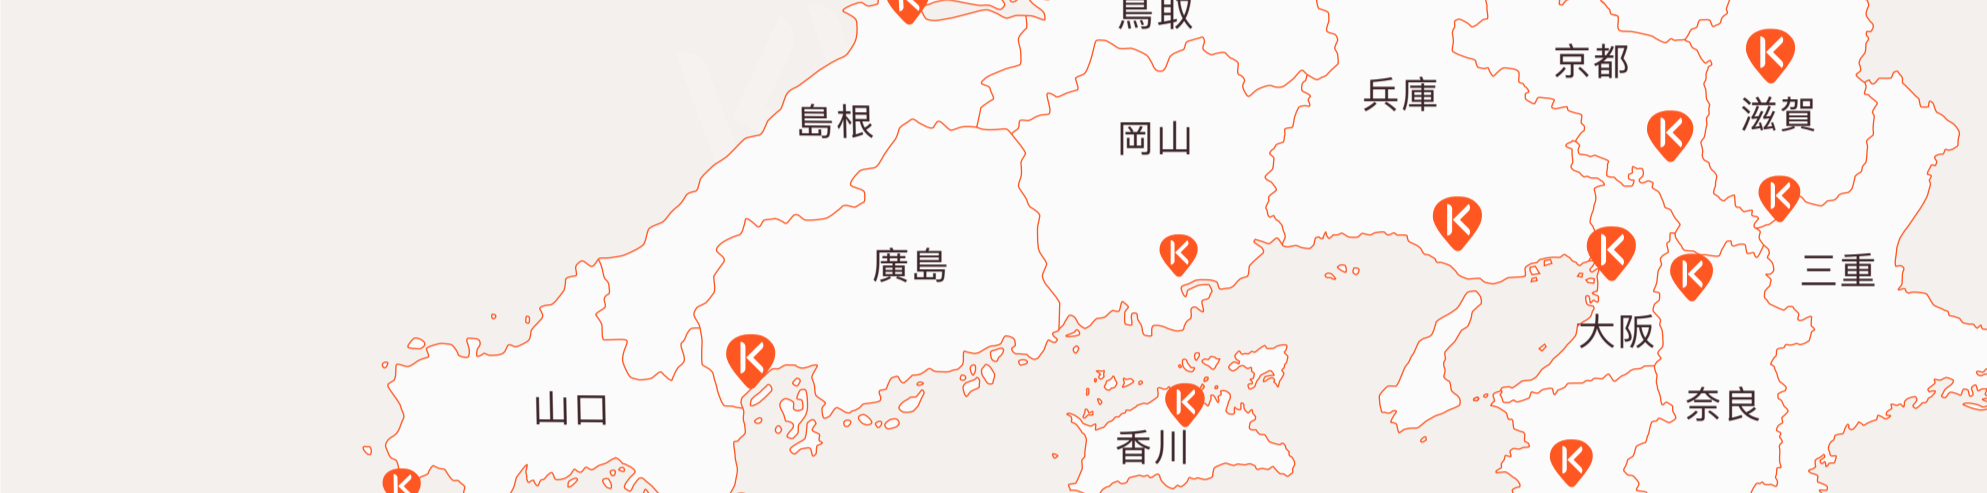 鳥取
京都
兵庫
滋賀
島根
岡山
廣島
三重
大阪
奈良
山口
香川